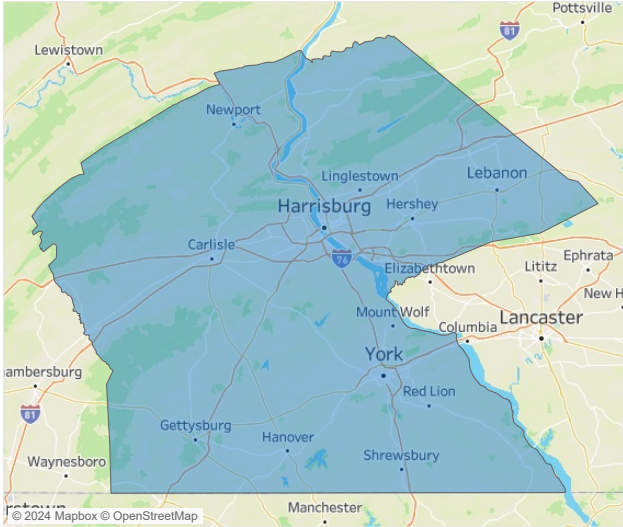 Pottsville
81
Lewistown
Newport
Linglestown
Lebanon
Harrisburg
Hershey
Carlisle
76
Ephrata
Elizabethtown
Lititz
New H
Mount Wolf
Lancaster
Columbia
York
ambersburg
Red Lion
81
Gettysburg
Hanover
Shrewsbury
Waynesboro
rstown
Manchester
© 2024 Mapbox © OpenStreetMap